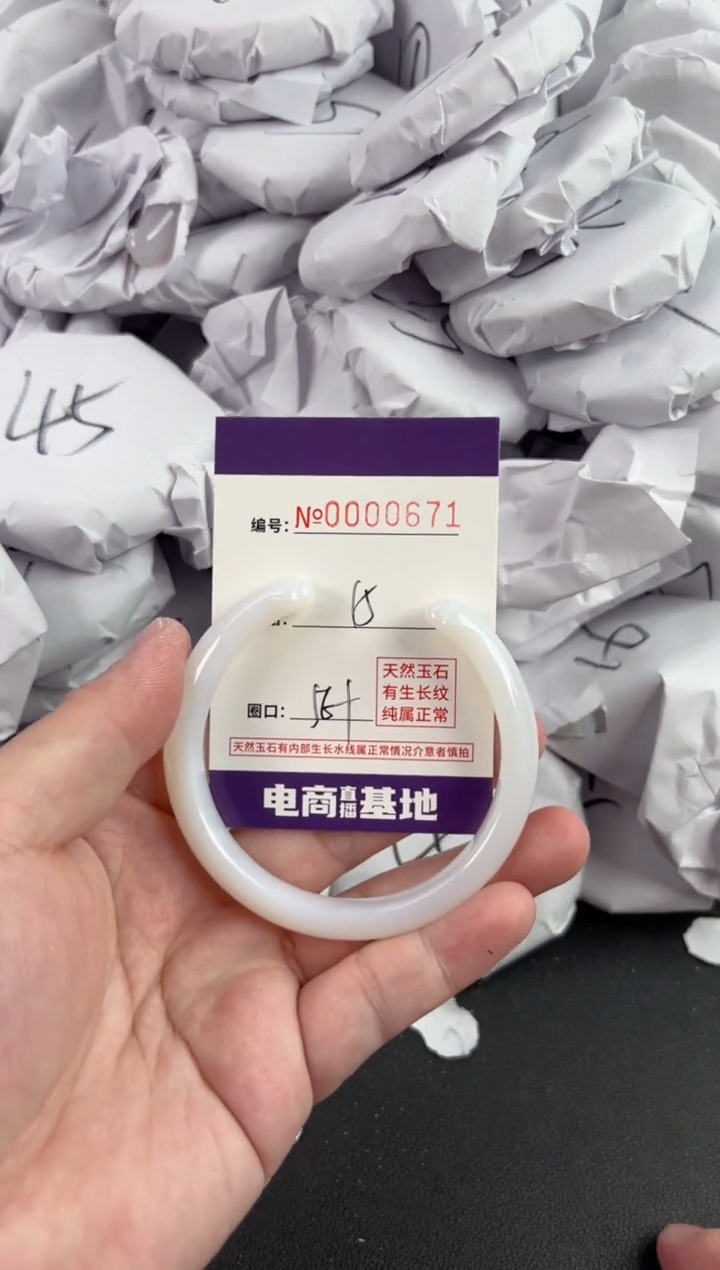 45
编号: №0000671
16
圈口:
天然玉石
有生长纹
纯属正常
天然玉石有内部生长水线属正常情况介意者慎拍
电商直播基地